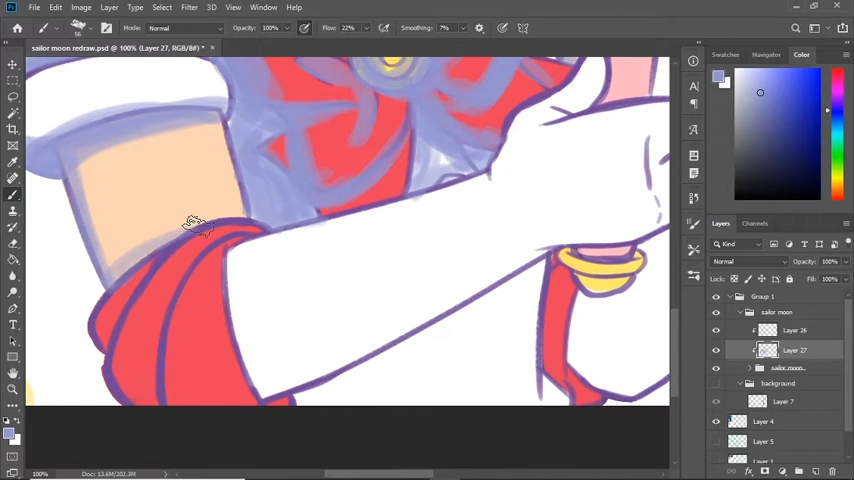 File Edit Image Layer Type Select Filter 3D View Window Help
56 Mode: Normal Opacity: 100% Flow: 22% Smoothing: 7%
sailor moon redraw.psd @ 100% (Layer 27, RGB/8#) * ×
Swatches Navigator Color
Layers Channels
Kind
Normal Opacity: 100%
Lock: Fill: 100%
Group 1
sailor moon
Layer 26
Layer 27
sailor moon
background
Layer 7
Layer 4
Layer 5
Layer 1
100% Doc: 13.6M/202.3M